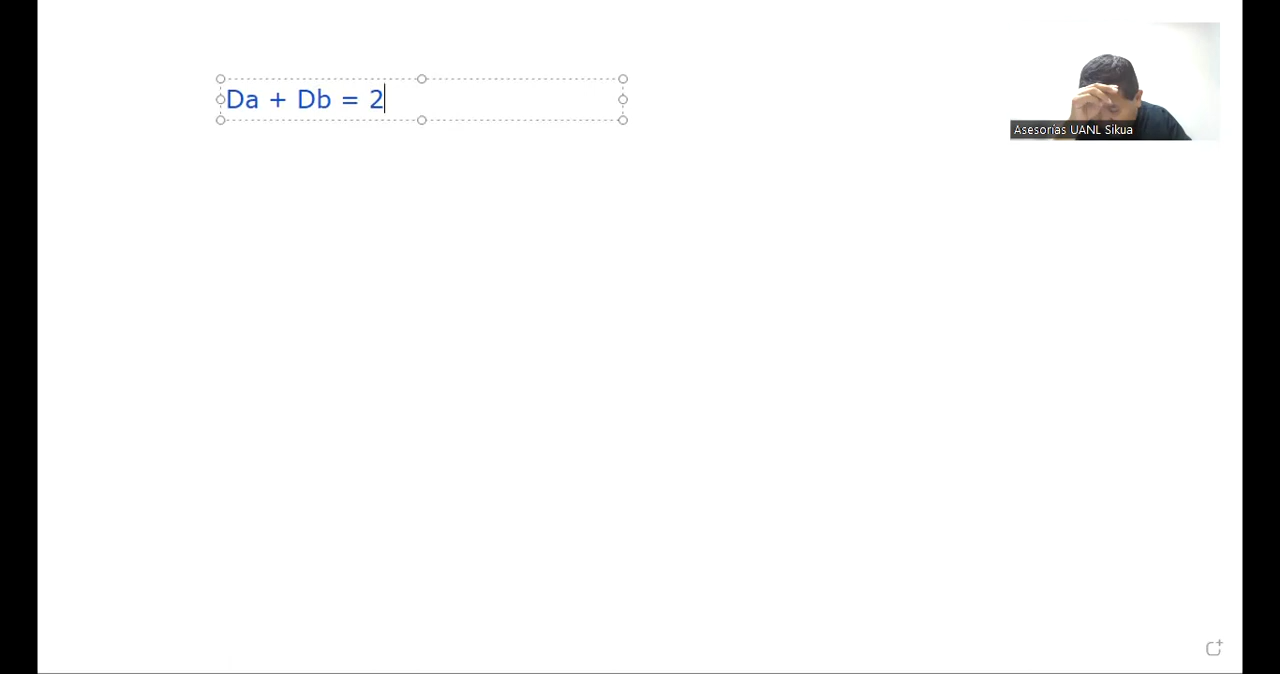 Da + Db = 2
Asesorias UANL Sikua